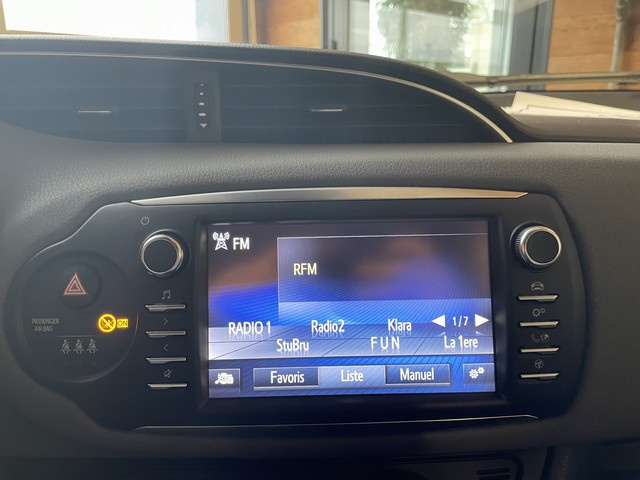 FM
RFM
RADIO 1 Radio2 Klara 1/7
StuBru FUN La 1ere
Favoris Liste Manuel
PASSENGER
AIR BAG
ON